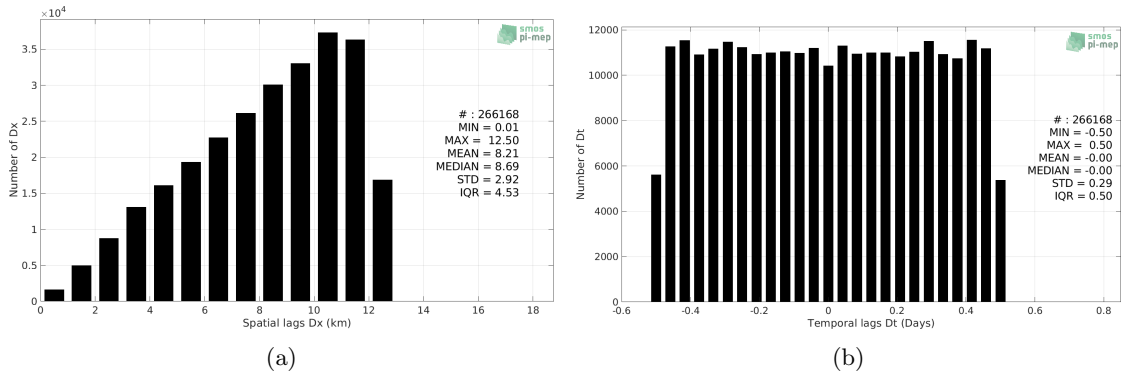 ×10⁴
3.5
3
2.5
2
1.5
1
0.5
0
Number of Dx
0 2 4 6 8 10 12 14 16 18
Spatial lags Dx (km)
smos
pi-mep
# : 266168
MIN = 0.01
MAX = 12.50
MEAN = 8.21
MEDIAN = 8.69
STD = 2.92
IQR = 4.53
(a)
12000
10000
8000
6000
4000
2000
0
Number of Dt
-0.6 -0.4 -0.2 0 0.2 0.4 0.6 0.8
Temporal lags Dt (Days)
smos
pi-mep
# : 266168
MIN = -0.50
MAX = 0.50
MEAN = -0.00
MEDIAN = -0.00
STD = 0.29
IQR = 0.50
(b)